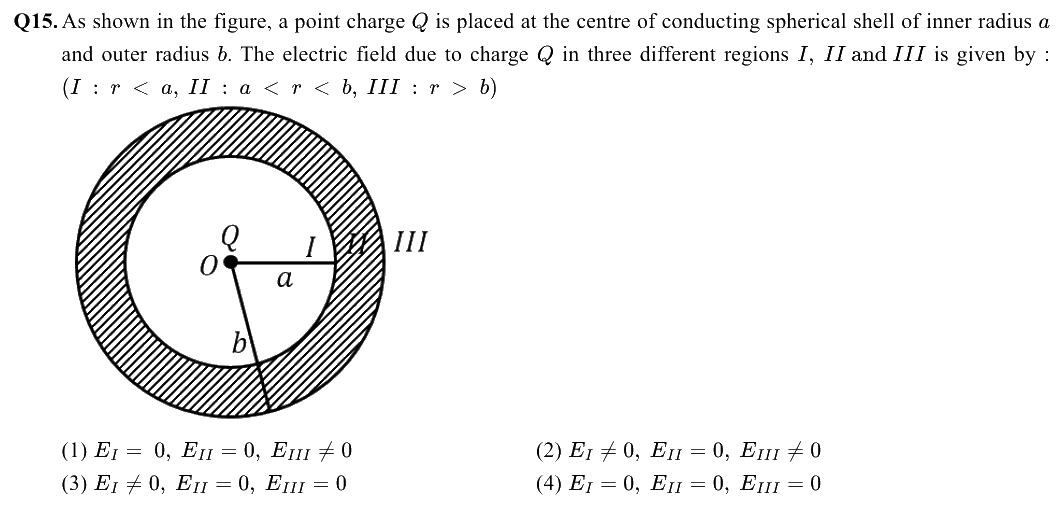 Q15. As shown in the figure, a point charge Q is placed at the centre of conducting spherical shell of inner radius a
and outer radius b. The electric field due to charge Q in three different regions I, II and III is given by :
(I : r < a, II : a < r < b, III : r > b)
Q
I
II
III
O
a
b
(1) E_I = 0, E_II = 0, E_III ≠ 0
(2) E_I ≠ 0, E_II = 0, E_III ≠ 0
(3) E_I ≠ 0, E_II = 0, E_III = 0
(4) E_I = 0, E_II = 0, E_III = 0